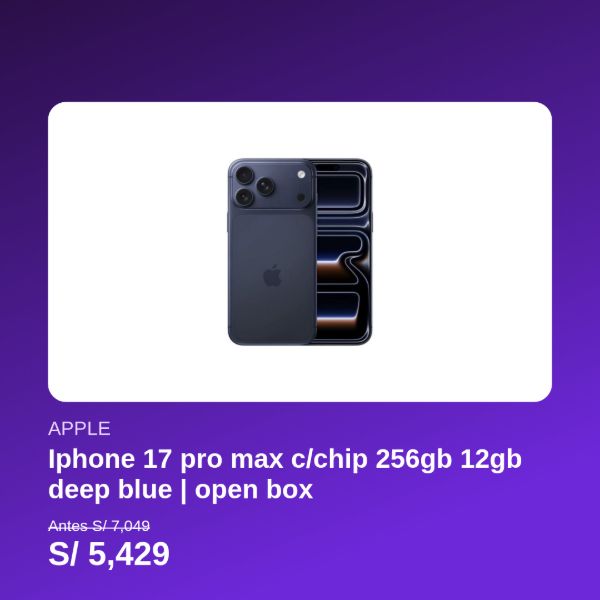 APPLE
Iphone 17 pro max c/chip 256gb 12gb
deep blue | open box
Antes S/ 7,049
S/ 5,429